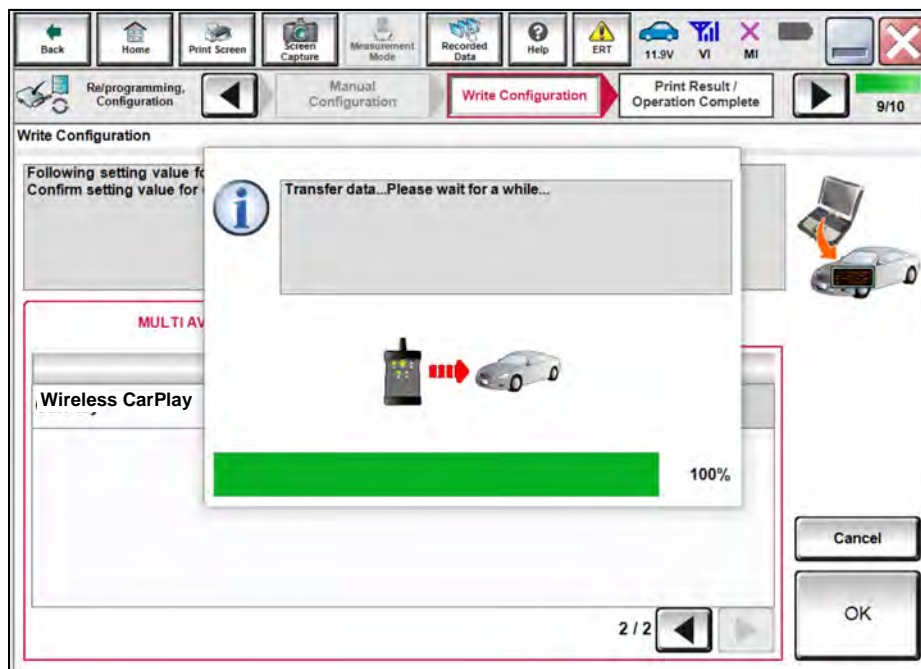 Back
Home
Print Screen
Screen
Capture
Measurement
Mode
Recorded
Data
Help
ERT
11.9V
VI
MI
Re/programming,
Configuration
Manual
Configuration
Write Configuration
Print Result /
Operation Complete
9/10
Write Configuration
Following setting value fo
Confirm setting value for
Transfer data...Please wait for a while...
MULTI AV
Wireless CarPlay
100%
Cancel
2 / 2
OK